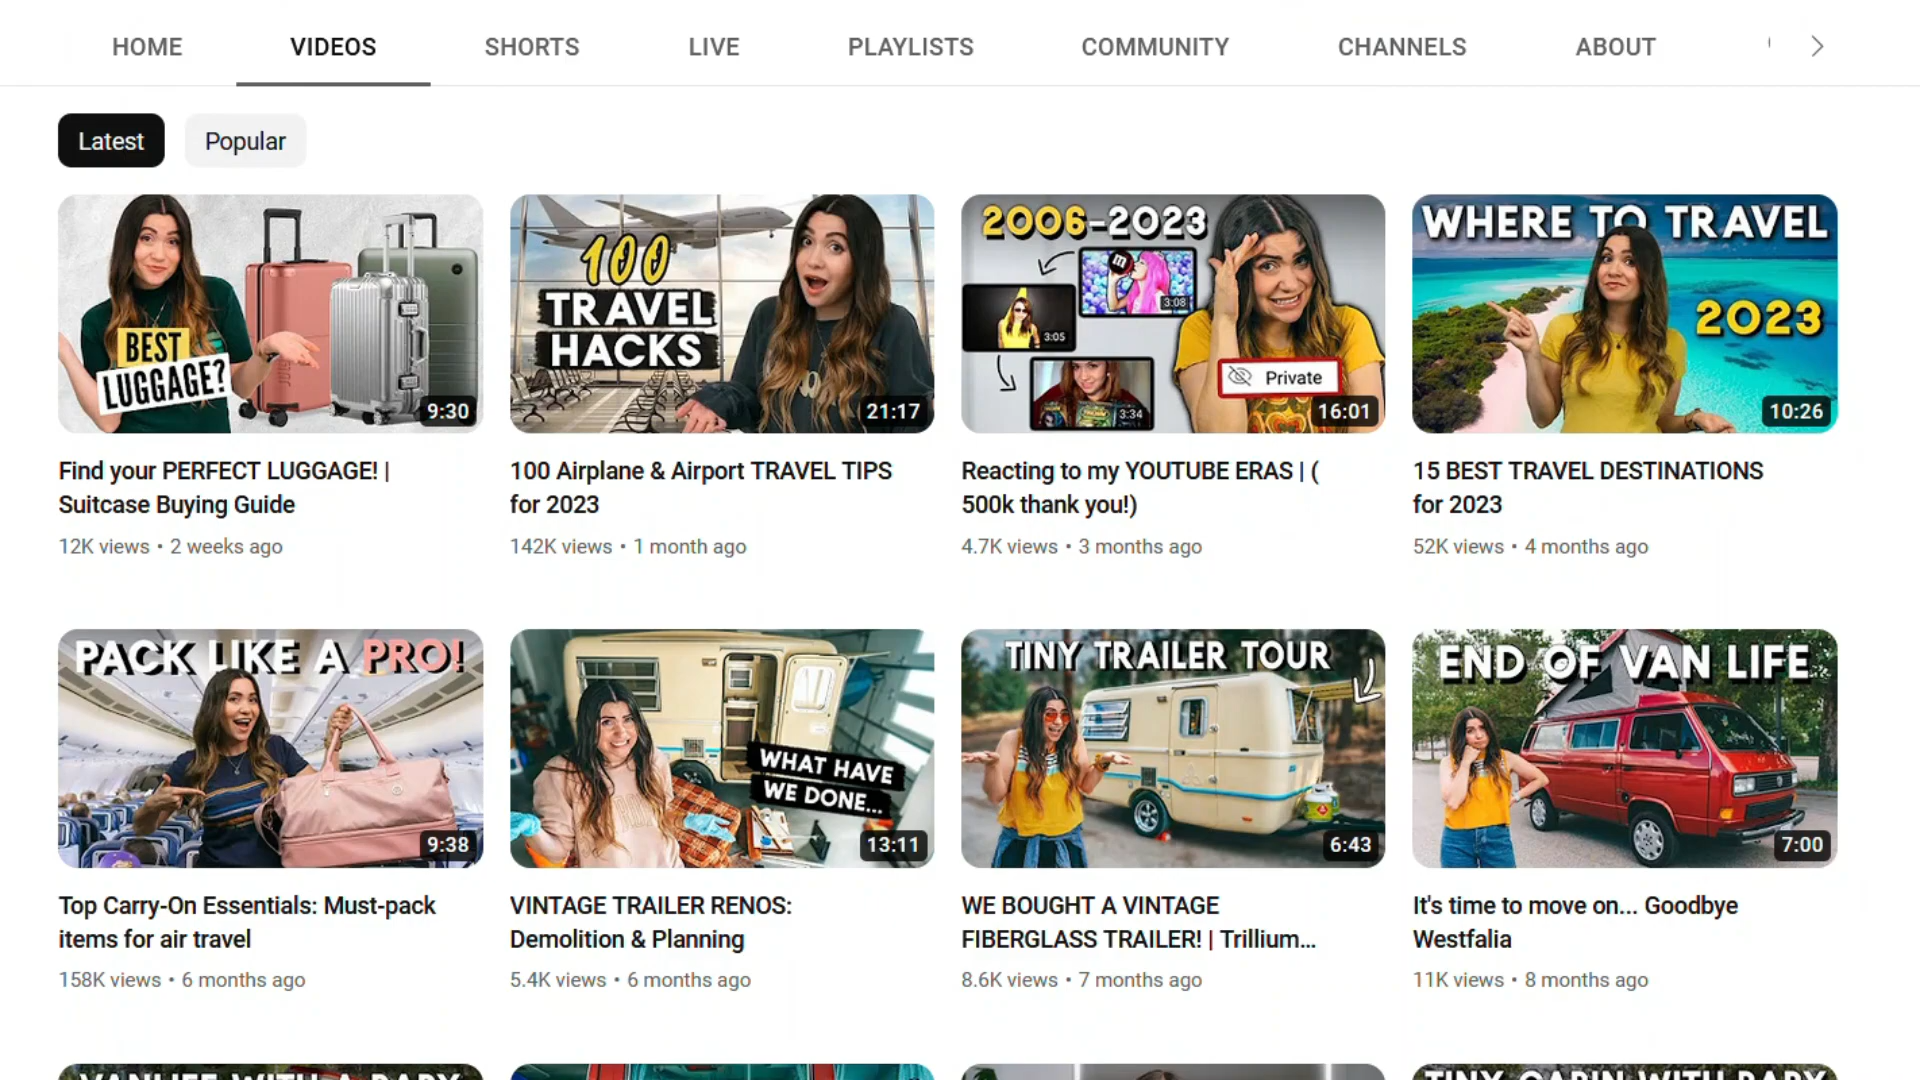 HOME VIDEOS SHORTS LIVE PLAYLISTS COMMUNITY CHANNELS ABOUT
Latest Popular
BEST
LUGGAGE?
9:30
100
TRAVEL
HACKS
21:17
2006-2023
3:08
3:05
3:34
Private
16:01
WHERE TO TRAVEL
2023
10:26
Find your PERFECT LUGGAGE! |
Suitcase Buying Guide
12K views • 2 weeks ago
100 Airplane & Airport TRAVEL TIPS
for 2023
142K views • 1 month ago
Reacting to my YOUTUBE ERAS | (
500k thank you!)
4.7K views • 3 months ago
15 BEST TRAVEL DESTINATIONS
for 2023
52K views • 4 months ago
PACK LIKE A PRO!
9:38
WHAT HAVE
WE DONE...
13:11
TINY TRAILER TOUR
6:43
END OF VAN LIFE
7:00
Top Carry-On Essentials: Must-pack
items for air travel
158K views • 6 months ago
VINTAGE TRAILER RENOS:
Demolition & Planning
5.4K views • 6 months ago
WE BOUGHT A VINTAGE
FIBERGLASS TRAILER! | Trillium...
8.6K views • 7 months ago
It's time to move on... Goodbye
Westfalia
11K views • 8 months ago
VANLIFE WITH A BABY
TINY CABIN WITH BABY